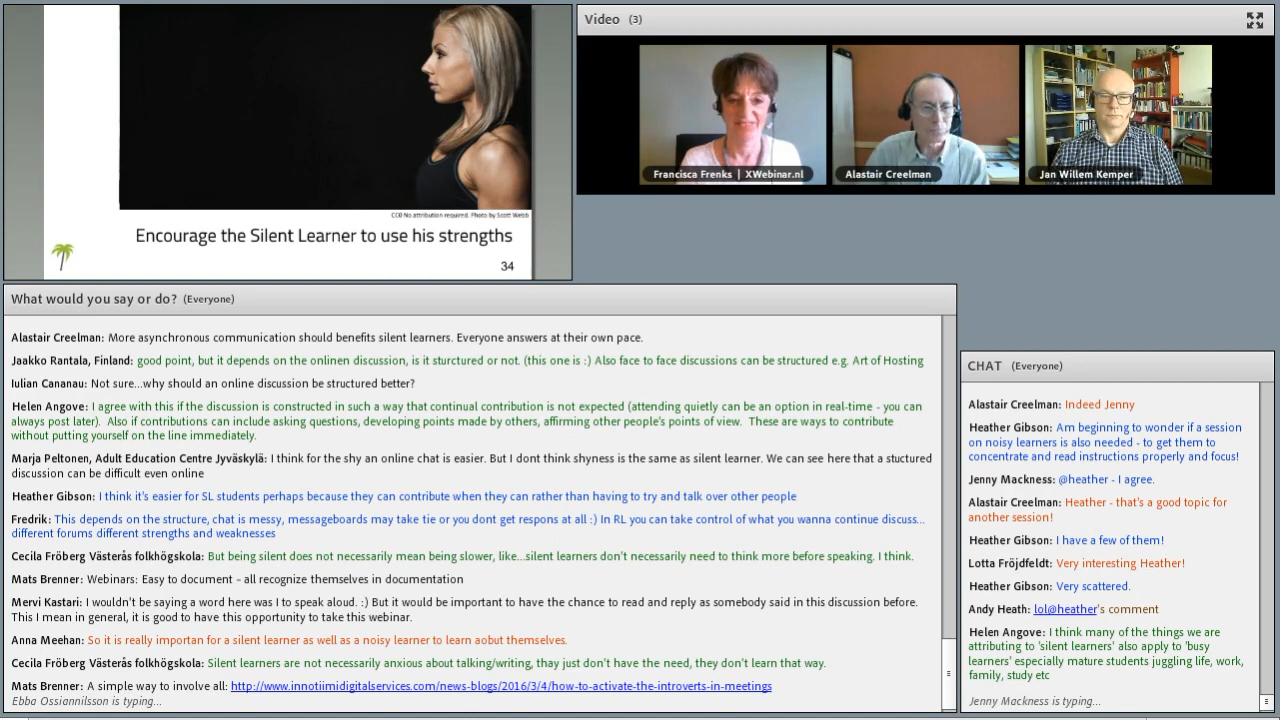 CC0 No attribution required. Photo by Scott Webb
Encourage the Silent Learner to use his strengths
34
Video (3)
Francisca Frenks | XWebinar.nl
Alastair Creelman
Jan Willem Kemper
What would you say or do? (Everyone)
Alastair Creelman: More asynchronous communication should benefits silent learners. Everyone answers at their own pace.
Jaakko Rantala, Finland: good point, but it depends on the onlinen discussion, is it sturctured or not. (this one is :) Also face to face discussions can be structured e.g. Art of Hosting
Iulian Cananau: Not sure...why should an online discussion be structured better?
Helen Angove: I agree with this if the discussion is constructed in such a way that continual contribution is not expected (attending quietly can be an option in real-time - you can
always post later). Also if contributions can include asking questions, developing points made by others, affirming other people's points of view. These are ways to contribute
without putting yourself on the line immediately.
Marja Peltonen, Adult Education Centre Jyväskylä: I think for the shy an online chat is easier. But I dont think shyness is the same as silent learner. We can see here that a stuctured
discussion can be difficult even online
Heather Gibson: I think it's easier for SL students perhaps because they can contribute when they can rather than having to try and talk over other people
Fredrik: This depends on the structure, chat is messy, messageboards may take tie or you dont get respons at all :) In RL you can take control of what you wanna continue discuss...
different forums different strengths and weaknesses
Cecila Fröberg Västerås folkhögskola: But being silent does not necessarily mean being slower, like...silent learners don't necessarily need to think more before speaking. I think.
Mats Brenner: Webinars: Easy to document - all recognize themselves in documentation
Mervi Kastari: I wouldn't be saying a word here was I to speak aloud. :) But it would be important to have the chance to read and reply as somebody said in this discussion before.
This I mean in general, it is good to have this opportunity to take this webinar.
Anna Meehan: So it is really importan for a silent learner as well as a noisy learner to learn aobut themselves.
Cecila Fröberg Västerås folkhögskola: Silent learners are not necessarily anxious about talking/writing, thay just don't have the need, they don't learn that way.
Mats Brenner: A simple way to involve all: http://www.innotiimidigitalservices.com/news-blogs/2016/3/4/how-to-activate-the-introverts-in-meetings
Ebba Ossiannilsson is typing...
CHAT (Everyone)
Alastair Creelman: Indeed Jenny
Heather Gibson: Am beginning to wonder if a session
on noisy learners is also needed - to get them to
concentrate and read instructions properly and focus!
Jenny Mackness: @heather - I agree.
Alastair Creelman: Heather - that's a good topic for
another session!
Heather Gibson: I have a few of them!
Lotta Fröjdfeldt: Very interesting Heather!
Heather Gibson: Very scattered.
Andy Heath: lol@heather's comment
Helen Angove: I think many of the things we are
attributing to 'silent learners' also apply to 'busy
learners' especially mature students juggling life, work,
family, study etc
Jenny Mackness is typing...